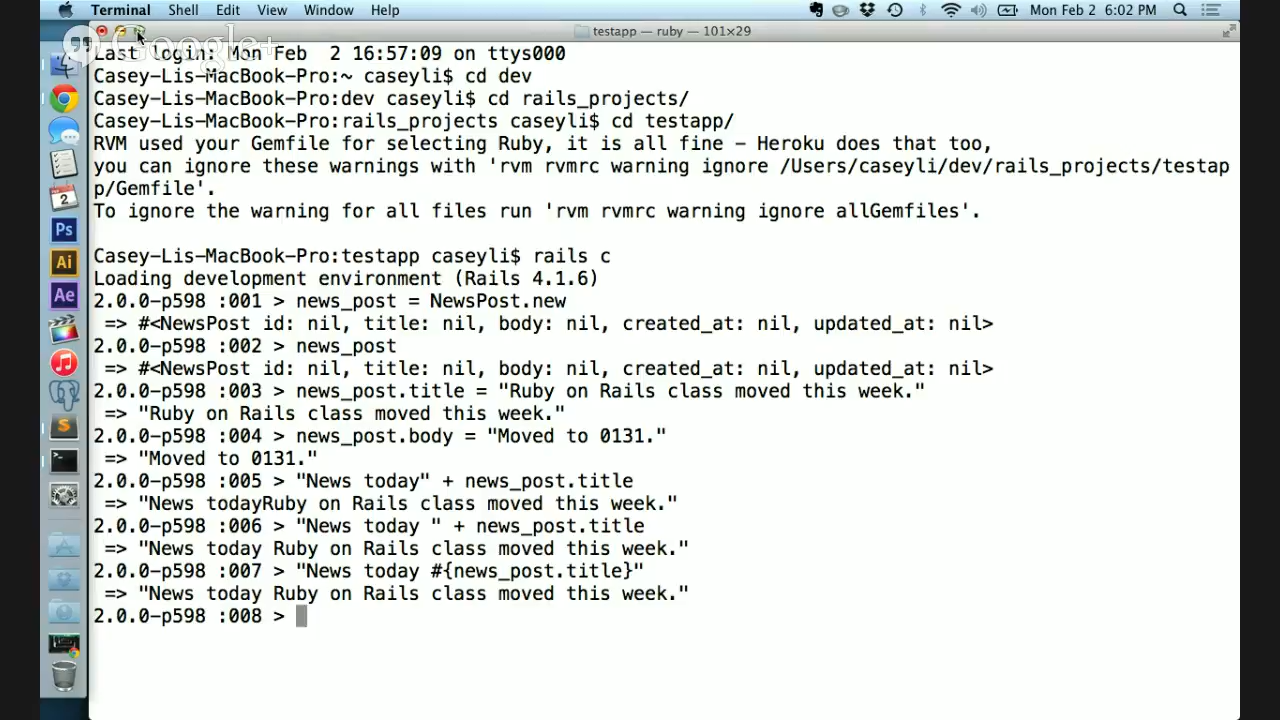 Terminal Shell Edit View Window Help Mon Feb 2 6:02 PM
testapp — ruby — 101×29
Google+
Last login: Mon Feb  2 16:57:09 on ttys000
Casey-Lis-MacBook-Pro:~ caseyli$ cd dev
Casey-Lis-MacBook-Pro:dev caseyli$ cd rails_projects/
Casey-Lis-MacBook-Pro:rails_projects caseyli$ cd testapp/
RVM used your Gemfile for selecting Ruby, it is all fine - Heroku does that too,
you can ignore these warnings with 'rvm rvmrc warning ignore /Users/caseyli/dev/rails_projects/testap
p/Gemfile'.
To ignore the warning for all files run 'rvm rvmrc warning ignore allGemfiles'.
Casey-Lis-MacBook-Pro:testapp caseyli$ rails c
Loading development environment (Rails 4.1.6)
2.0.0-p598 :001 > news_post = NewsPost.new
 => #<NewsPost id: nil, title: nil, body: nil, created_at: nil, updated_at: nil>
2.0.0-p598 :002 > news_post
 => #<NewsPost id: nil, title: nil, body: nil, created_at: nil, updated_at: nil>
2.0.0-p598 :003 > news_post.title = "Ruby on Rails class moved this week."
 => "Ruby on Rails class moved this week."
2.0.0-p598 :004 > news_post.body = "Moved to 0131."
 => "Moved to 0131."
2.0.0-p598 :005 > "News today" + news_post.title
 => "News todayRuby on Rails class moved this week."
2.0.0-p598 :006 > "News today " + news_post.title
 => "News today Ruby on Rails class moved this week."
2.0.0-p598 :007 > "News today #{news_post.title}"
 => "News today Ruby on Rails class moved this week."
2.0.0-p598 :008 >
2
Ps
Ai
Ae